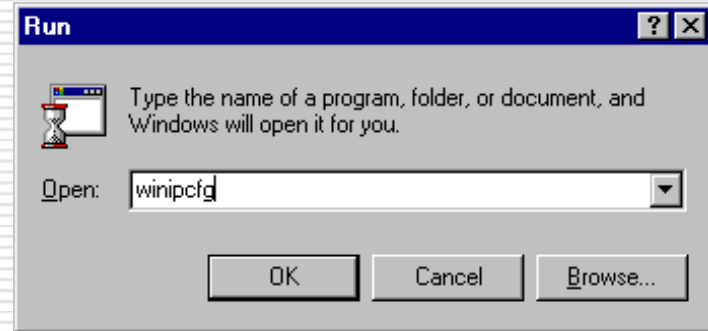 Run
Type the name of a program, folder, or document, and
Windows will open it for you.
Open: winipcfg
OK Cancel Browse...